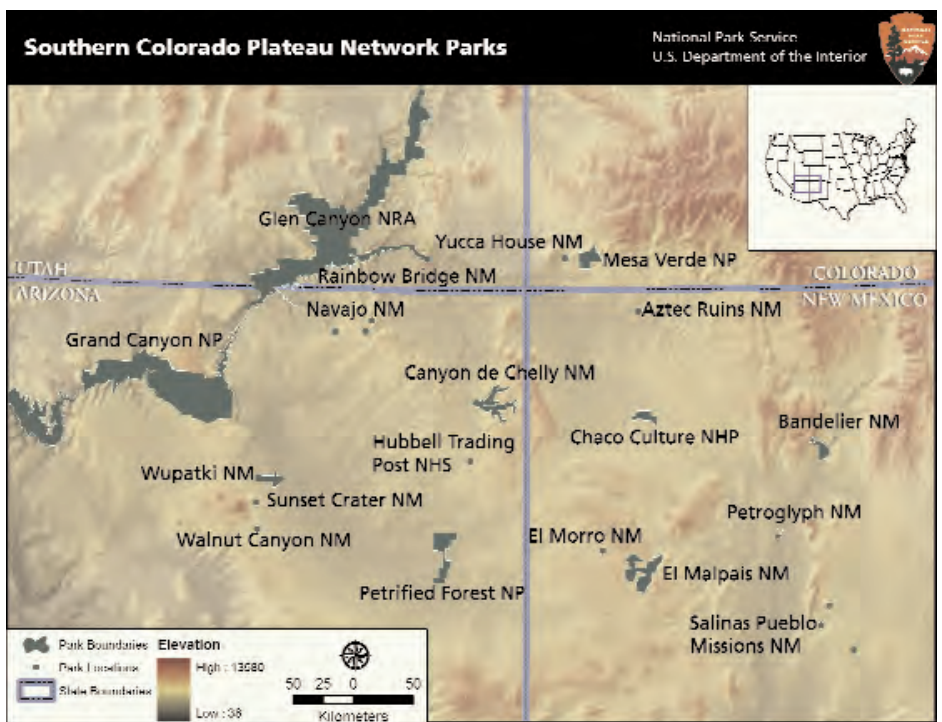 Southern Colorado Plateau Network Parks
National Park Service
U.S. Department of the Interior
Glen Canyon NRA
Yucca House NM
Mesa Verde NP
UTAH
Rainbow Bridge NM
COLORADO
ARIZONA
Navajo NM
Aztec Ruins NM
NEW MEXICO
Grand Canyon NP
Canyon de Chelly NM
Bandelier NM
Chaco Culture NHP
Hubbell Trading
Post NHS
Wupatki NM
Sunset Crater NM
Petroglyph NM
Walnut Canyon NM
El Morro NM
El Malpais NM
Petrified Forest NP
Salinas Pueblo
Missions NM
Park Boundaries
Park Locations
State Boundaries
Elevation
High : 13980
Low : 38
50 25 0 50
Kilometers